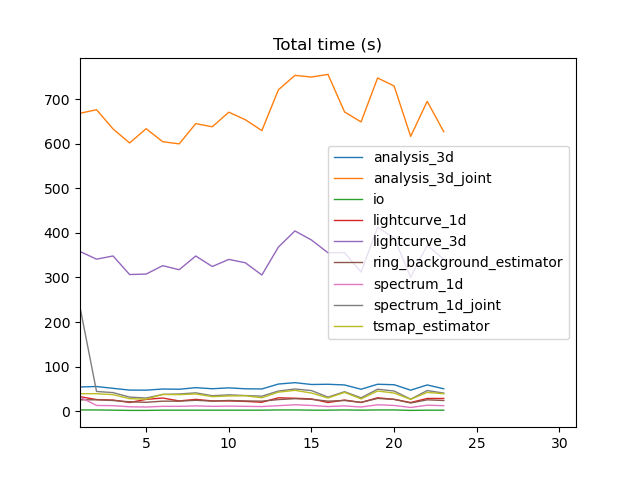 Total time (s)
700
600
500
400
300
200
100
0
analysis_3d
analysis_3d_joint
io
lightcurve_1d
lightcurve_3d
ring_background_estimator
spectrum_1d
spectrum_1d_joint
tsmap_estimator
5 10 15 20 25 30